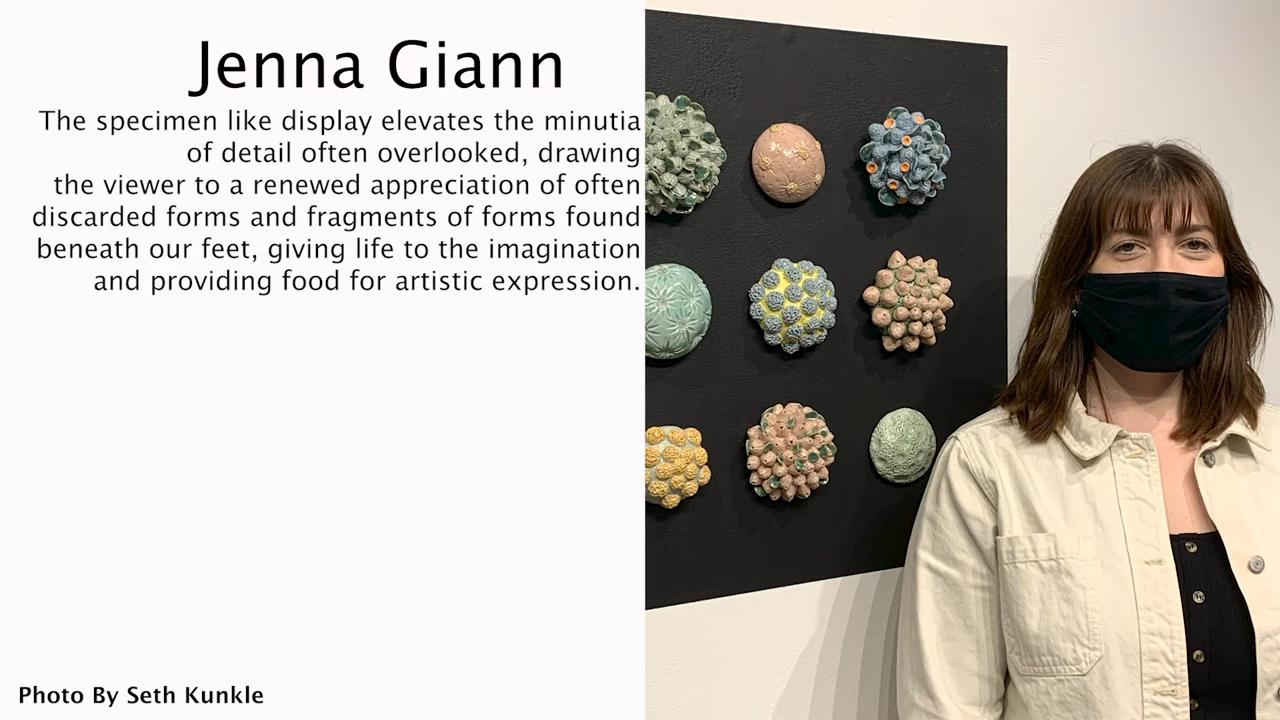 Jenna Giann
The specimen like display elevates the minutia
of detail often overlooked, drawing
the viewer to a renewed appreciation of often
discarded forms and fragments of forms found
beneath our feet, giving life to the imagination
and providing food for artistic expression.
Photo By Seth Kunkle